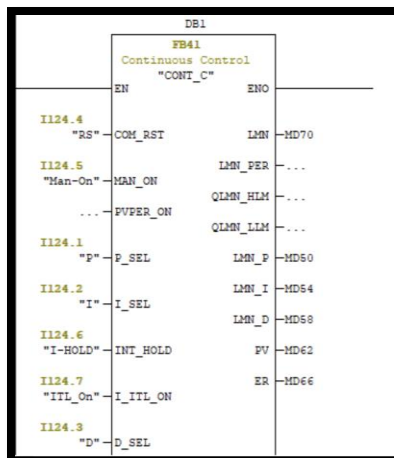 DB1
FB41
Continuous Control
"CONT_C"
EN ENO
I124.4
"RS" COM_RST LMN MD70
I124.5 LMN_PER ...
"Man-On" MAN_ON
QLMN_HLM ...
... PVPER_ON
QLMN_LLM ...
I124.1
"P" P_SEL LMN_P MD50
I124.2 LMN_I MD54
"I" I_SEL
LMN_D MD58
I124.6
"I-HOLD" INT_HOLD PV MD62
I124.7 ER MD66
"ITL_On" I_ITL_ON
I124.3
"D" D_SEL